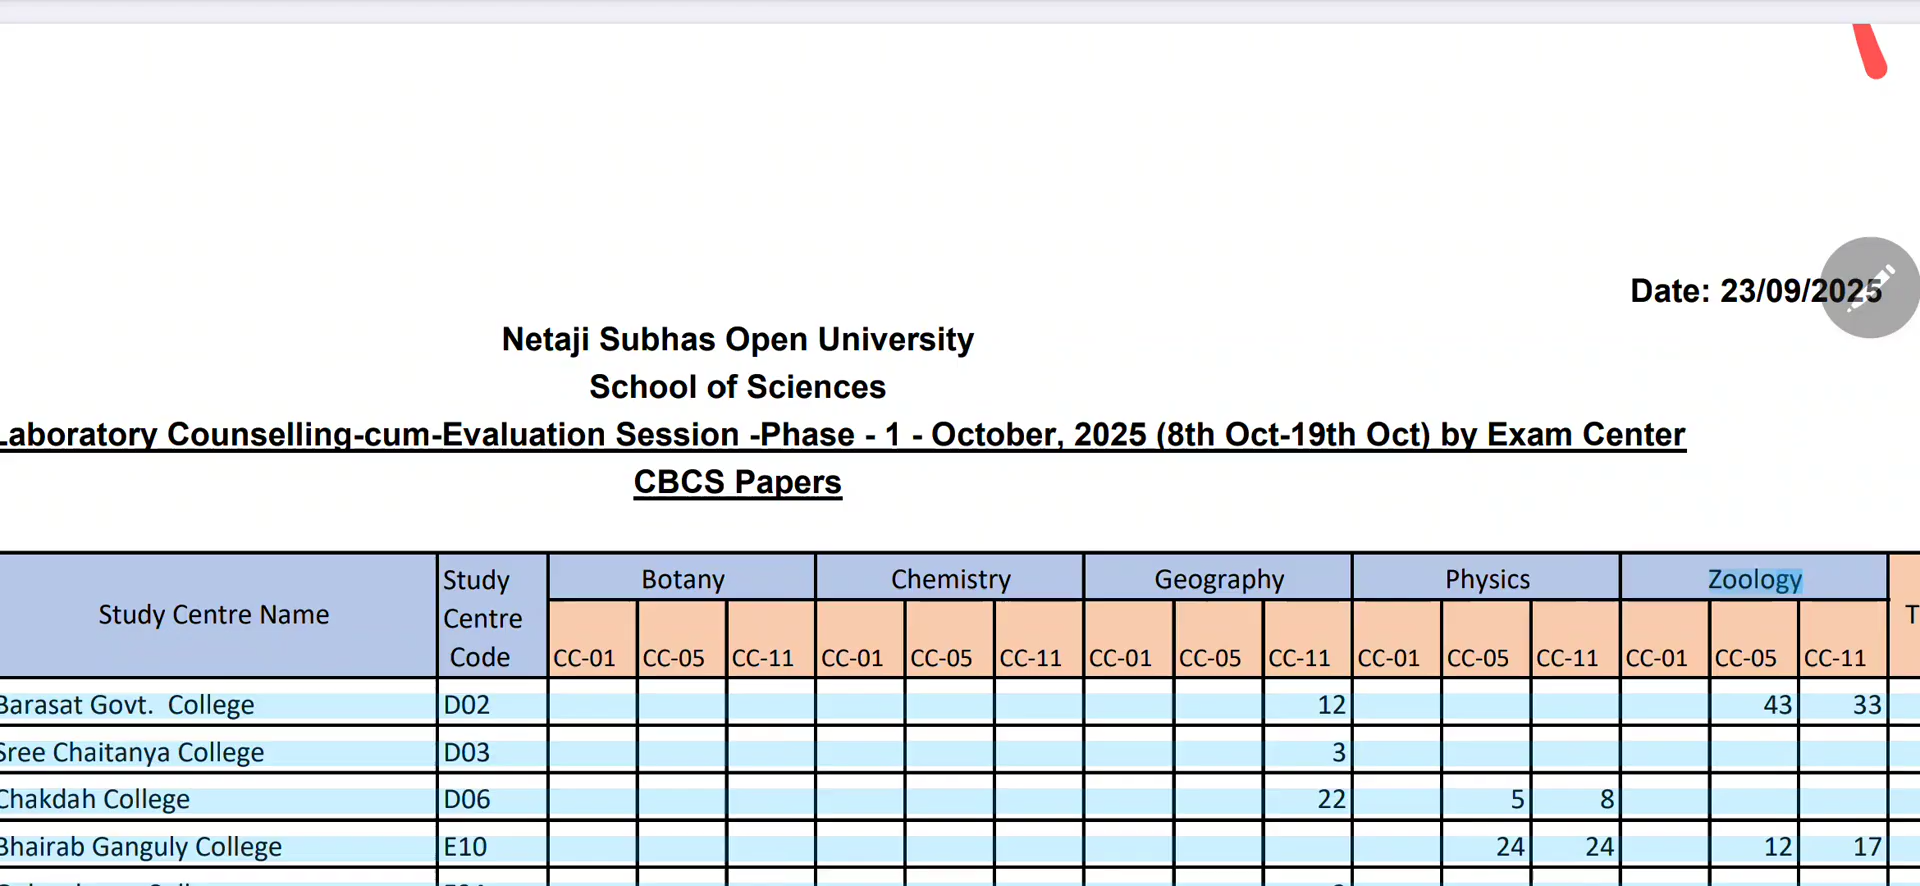 Date: 23/09/2025
Netaji Subhas Open University
School of Sciences
Laboratory Counselling-cum-Evaluation Session -Phase - 1 - October, 2025 (8th Oct-19th Oct) by Exam Center
CBCS Papers
Study Centre Name Study Centre Code Botany Chemistry Geography Physics Zoology T
CC-01 CC-05 CC-11 CC-01 CC-05 CC-11 CC-01 CC-05 CC-11 CC-01 CC-05 CC-11 CC-01 CC-05 CC-11
Barasat Govt. College D02 12 43 33
Sree Chaitanya College D03 3
Chakdah College D06 22 5 8
Bhairab Ganguly College E10 24 24 12 17